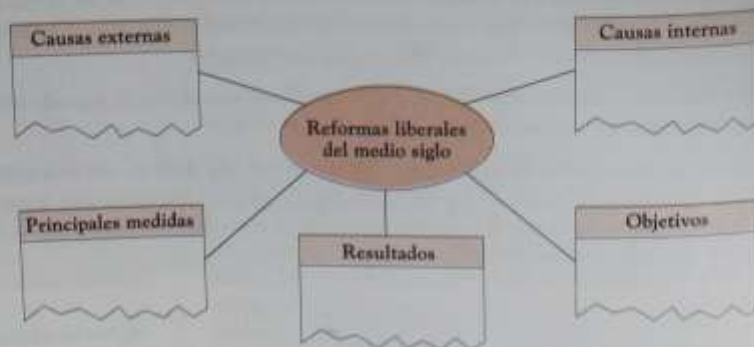 Causas externas
Causas internas
Reformas liberales
del medio siglo
Principales medidas
Resultados
Objetivos